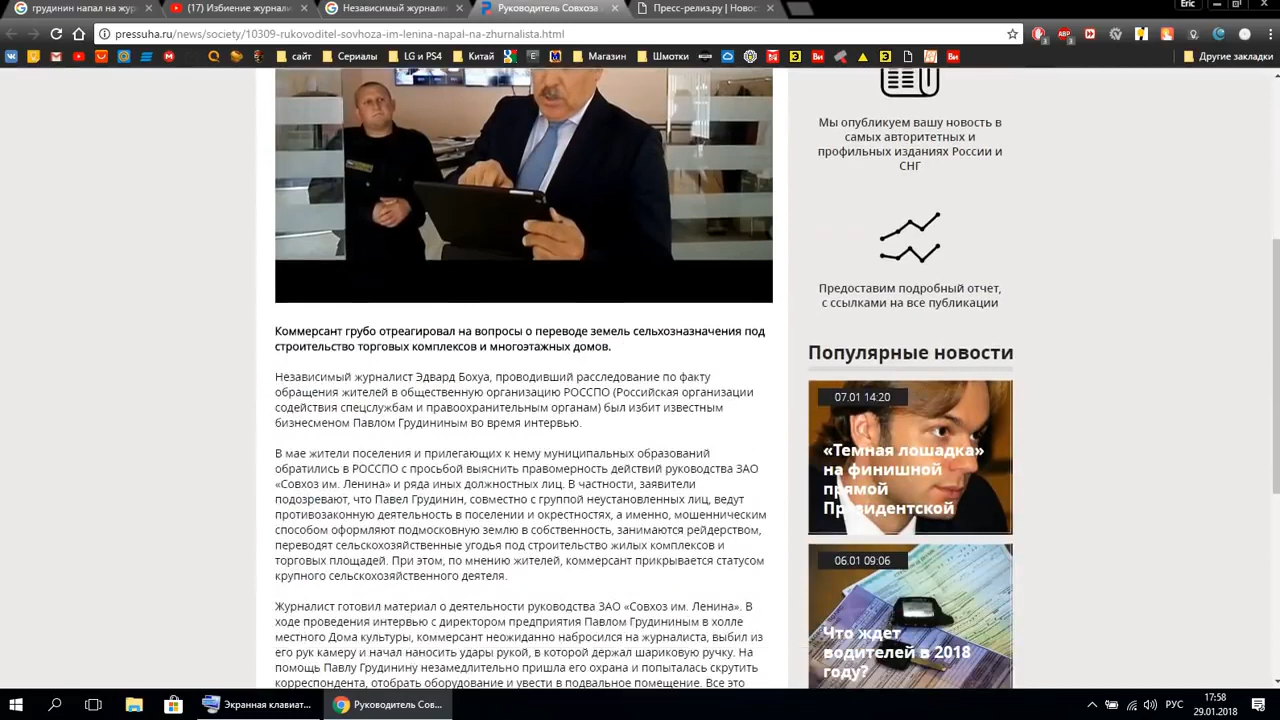 грудинин напал на жур
(17) Избиение журнали
Независимый журналис
Руководитель Совхоза
Пресс-релиз.ру | Новост
Eric
pressuha.ru/news/society/10309-rukovoditel-sovhoza-im-lenina-napal-na-zhurnalista.html
сайт
Сериалы
LG и PS4
Китай
Магазин
Шмотки
Другие закладки
Мы опубликуем вашу новость в
самых авторитетных и
профильных изданиях России и
СНГ
Предоставим подробный отчет,
с ссылками на все публикации
Коммерсант грубо отреагировал на вопросы о переводе земель сельхозназначения под
строительство торговых комплексов и многоэтажных домов.
Независимый журналист Эдвард Бохуа, проводивший расследование по факту
обращения жителей в общественную организацию РОССПО (Российская организации
содействия спецслужбам и правоохранительным органам) был избит известным
бизнесменом Павлом Грудининым во время интервью.
В мае жители поселения и прилегающих к нему муниципальных образований
обратились в РОССПО с просьбой выяснить правомерность действий руководства ЗАО
«Совхоз им. Ленина» и ряда иных должностных лиц. В частности, заявители
подозревают, что Павел Грудинин, совместно с группой неустановленных лиц, ведут
противозаконную деятельность в поселении и окрестностях, а именно, мошенническим
способом оформляют подмосковную землю в собственность, занимаются рейдерством,
переводят сельскохозяйственные угодья под строительство жилых комплексов и
торговых площадей. При этом, по мнению жителей, коммерсант прикрывается статусом
крупного сельскохозяйственного деятеля.
Журналист готовил материал о деятельности руководства ЗАО «Совхоз им. Ленина». В
ходе проведения интервью с директором предприятия Павлом Грудининым в холле
местного Дома культуры, коммерсант неожиданно набросился на журналиста, выбил из
его рук камеру и начал наносить удары рукой, в которой держал шариковую ручку. На
помощь Павлу Грудинину незамедлительно пришла его охрана и попыталась скрутить
корреспондента, отобрать оборудование и увести в подвальное помещение. Все это
Популярные новости
07.01 14:20
«Темная лошадка»
на финишной
прямой
Президентской
06.01 09:06
Что ждет
водителей в 2018
году?
Экранная клавиат...
Руководитель Сов...
РУС
17:58
29.01.2018